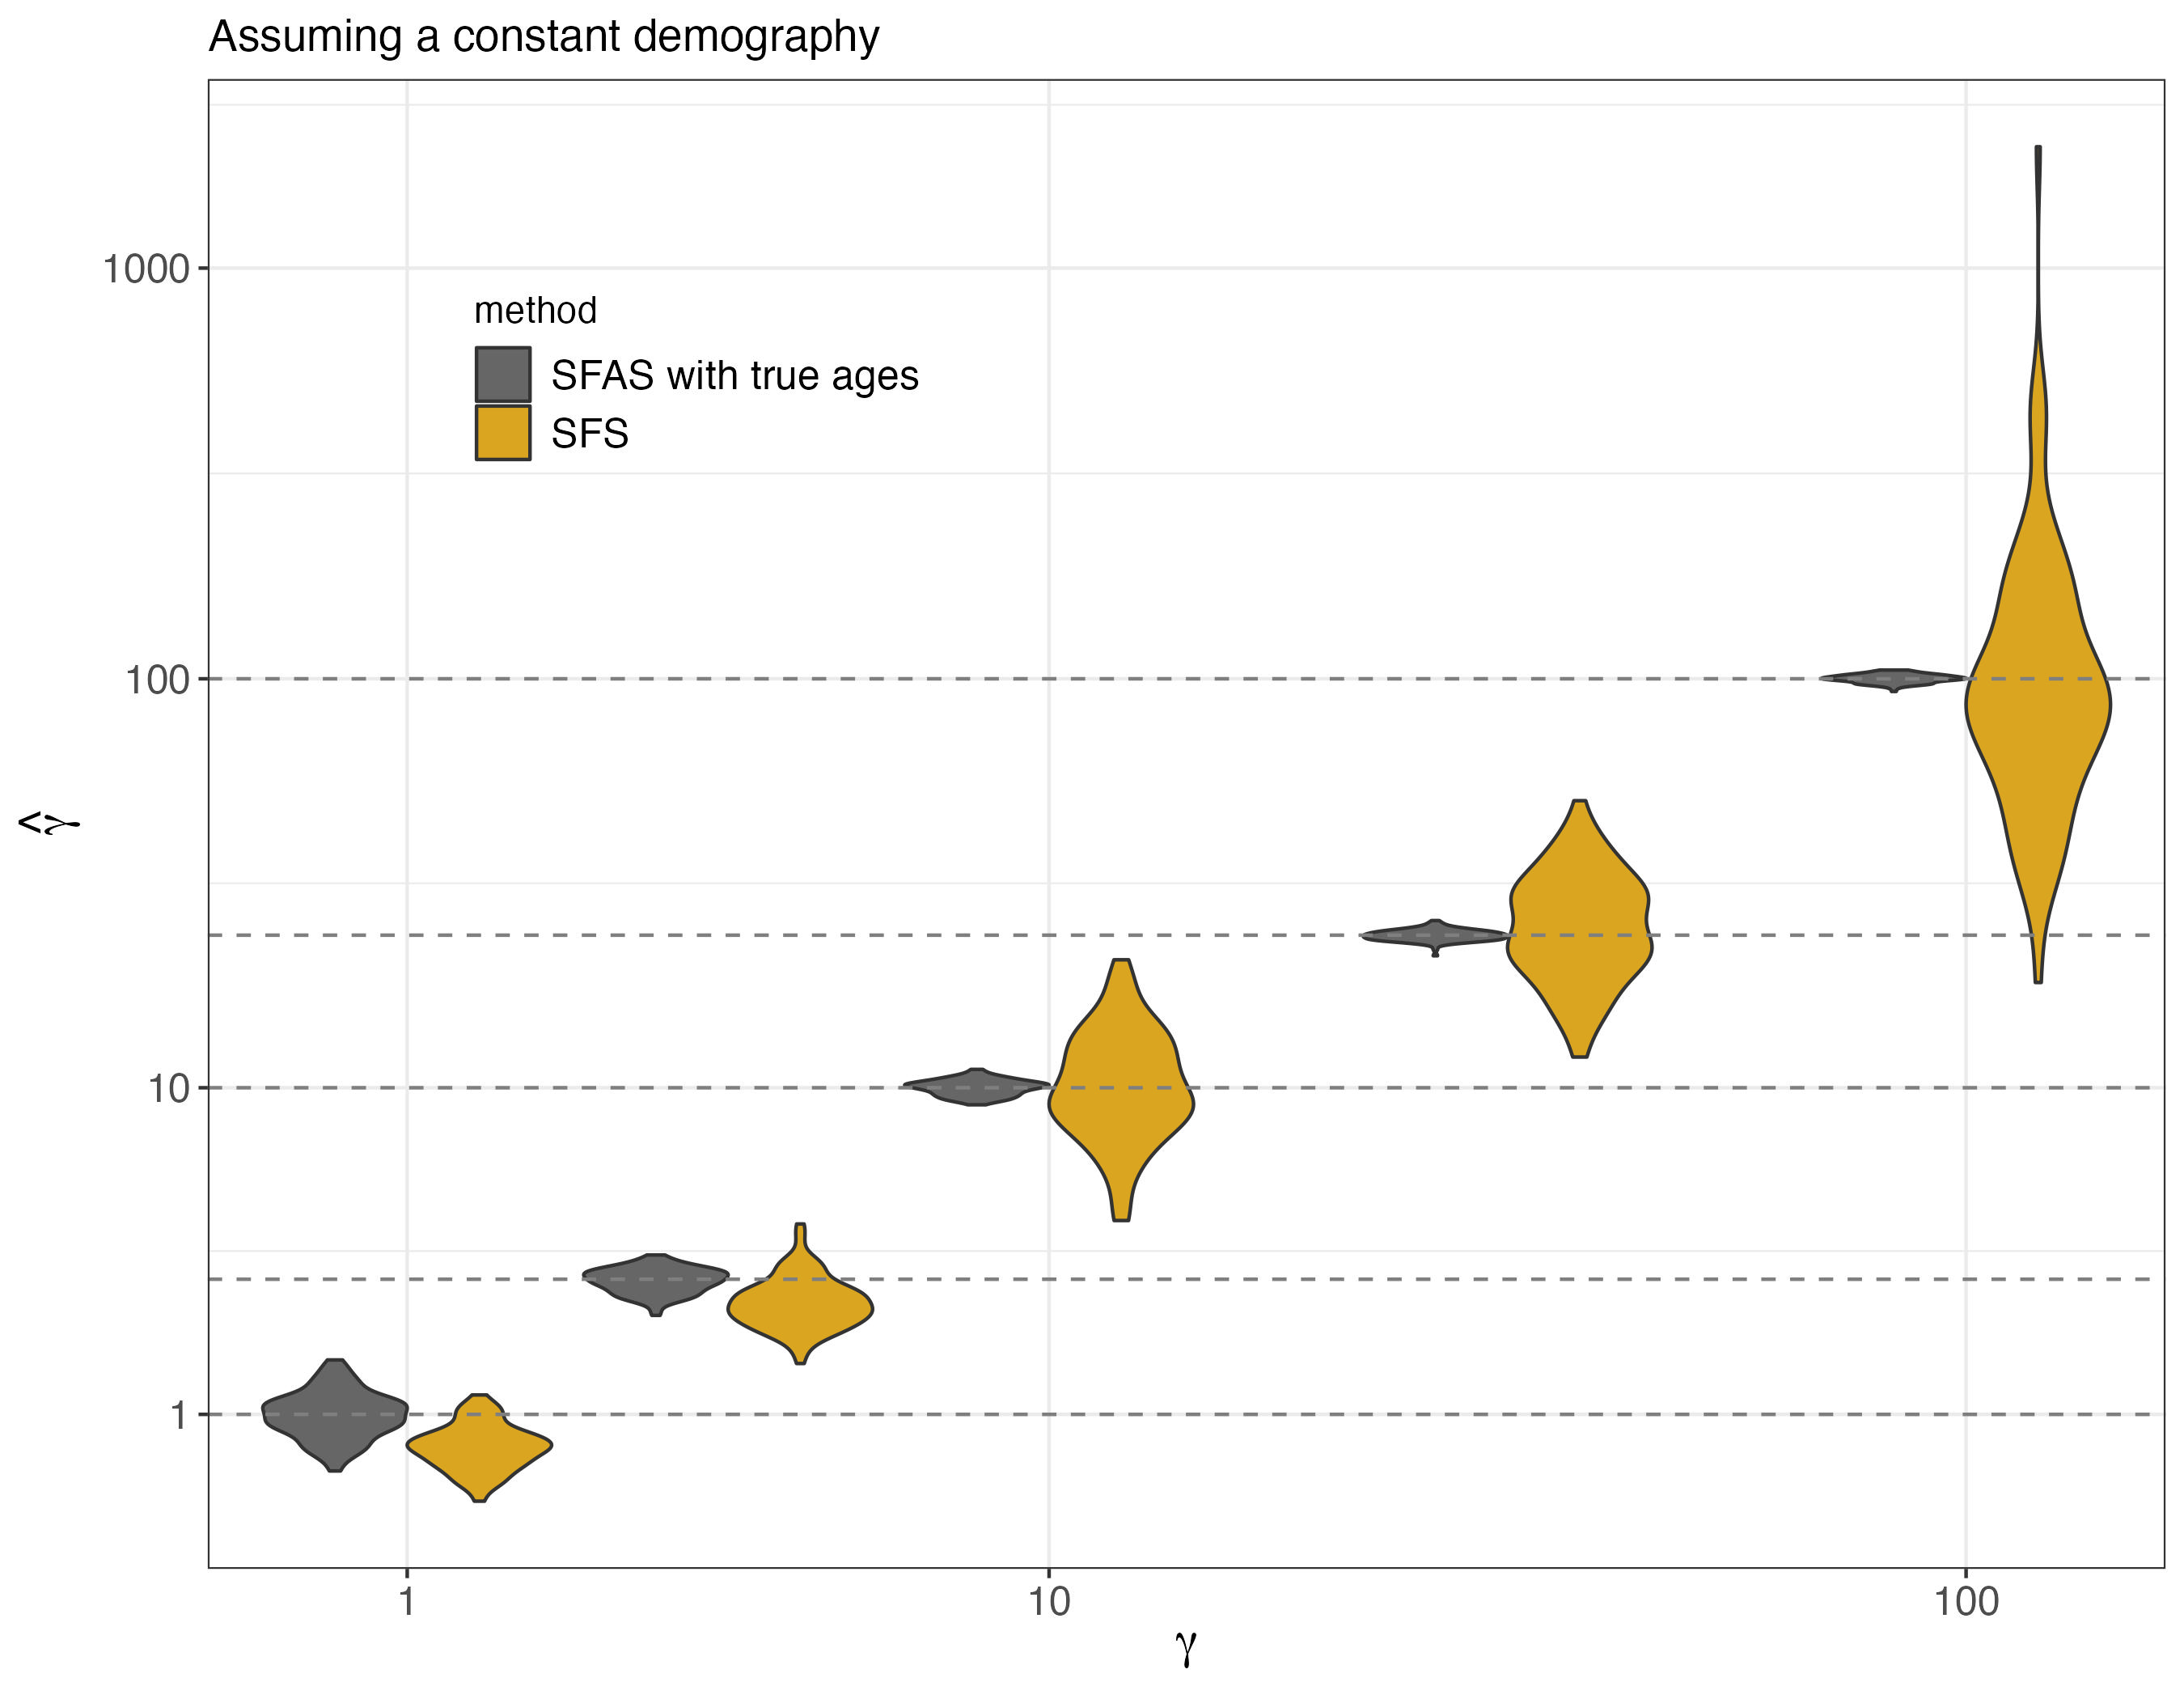 Assuming a constant demography
1000
method
SFAS with true ages
SFS
100
γ̂
10
1
1
10
100
γ